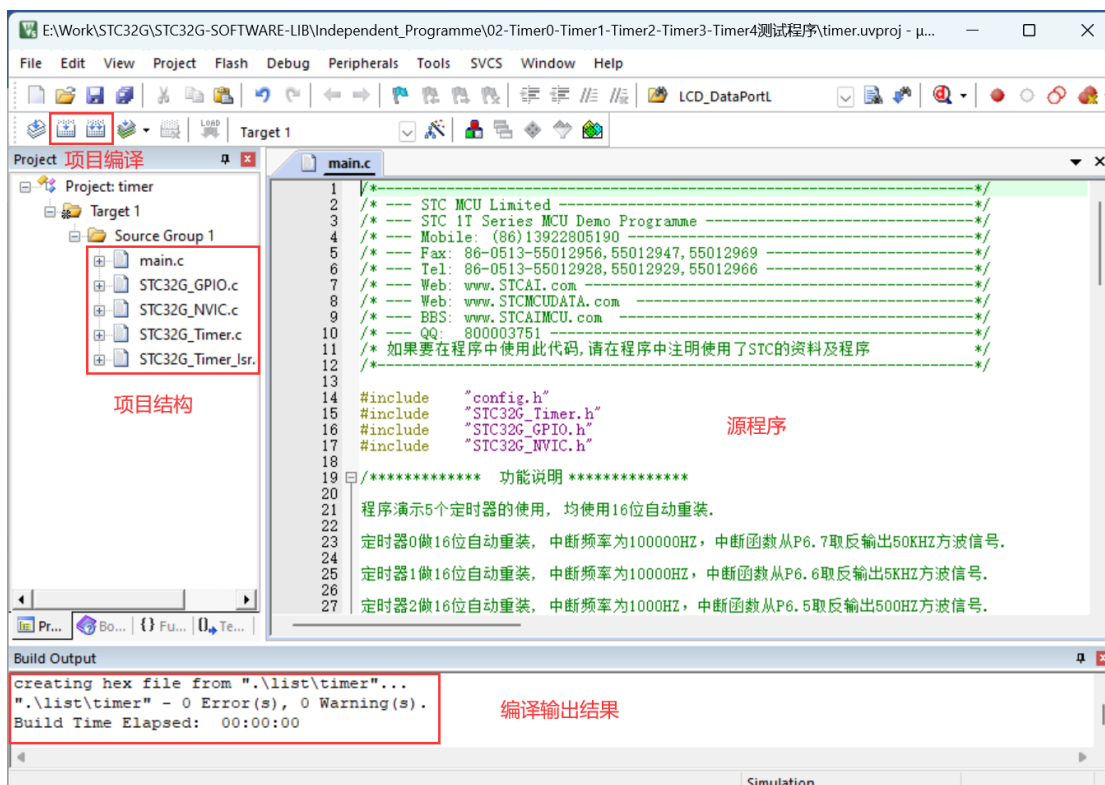 E:\Work\STC32G\STC32G-SOFTWARE-LIB\Independent_Programme\02-Timer0-Timer1-Timer2-Timer3-Timer4测试程序\timer.uvproj - µ...
File Edit View Project Flash Debug Peripherals Tools SVCS Window Help
LCD_DataPortL
LOAD
Target 1
Project 项目编译
main.c
Project: timer
Target 1
Source Group 1
main.c
STC32G_GPIO.c
STC32G_NVIC.c
STC32G_Timer.c
STC32G_Timer_Isr.
项目结构
1 /*---------------------------------------------------------------------*/
2 /* --- STC MCU Limited ------------------------------------------------*/
3 /* --- STC 1T Series MCU Demo Programme -------------------------------*/
4 /* --- Mobile: (86)13922805190 ----------------------------------------*/
5 /* --- Fax: 86-0513-55012956,55012947,55012969 ------------------------*/
6 /* --- Tel: 86-0513-55012928,55012929,55012966 ------------------------*/
7 /* --- Web: www.STCAI.com ---------------------------------------------*/
8 /* --- Web: www.STCMCUDATA.com ---------------------------------------*/
9 /* --- BBS: www.STCAIMCU.com -----------------------------------------*/
10 /* --- QQ: 800003751 -------------------------------------------------*/
11 /* 如果要在程序中使用此代码,请在程序中注明使用了STC的资料及程序 */
12 /*---------------------------------------------------------------------*/
13
14 #include "config.h"
15 #include "STC32G_Timer.h"
16 #include "STC32G_GPIO.h"
17 #include "STC32G_NVIC.h"
源程序
18
19 /************* 功能说明 **************
20
21 程序演示5个定时器的使用, 均使用16位自动重装.
22
23 定时器0做16位自动重装, 中断频率为100000HZ，中断函数从P6.7取反输出50KHZ方波信号.
24
25 定时器1做16位自动重装, 中断频率为10000HZ，中断函数从P6.6取反输出5KHZ方波信号.
26
27 定时器2做16位自动重装, 中断频率为1000HZ，中断函数从P6.5取反输出500HZ方波信号.
Pr... Bo... {} Fu... Te...
Build Output
creating hex file from ".\list\timer"...
".\list\timer" - 0 Error(s), 0 Warning(s).
Build Time Elapsed: 00:00:00
编译输出结果
Simulation